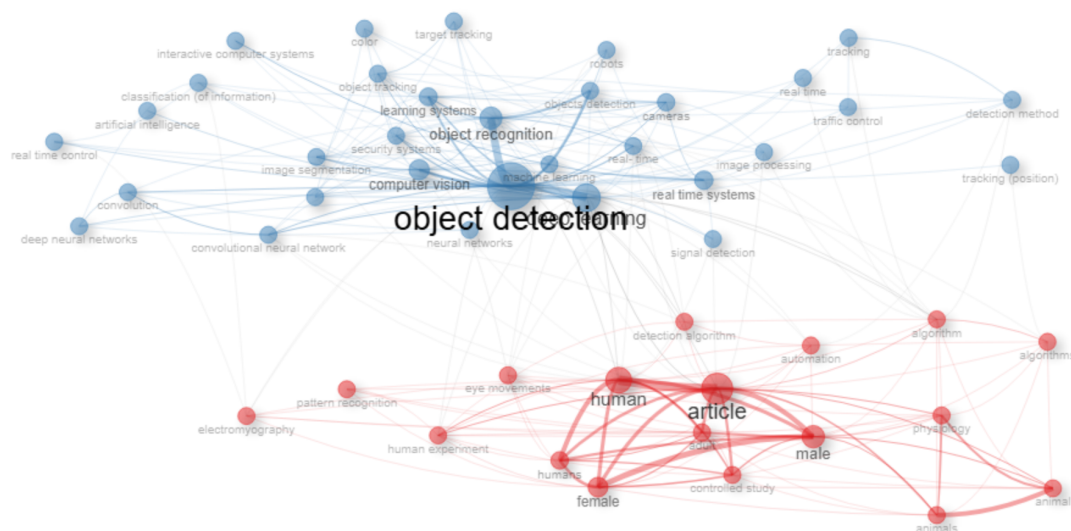 target tracking
color
interactive computer systems
tracking
robots
object tracking
real time
classification (of information)
learning systems
objects detection
cameras
detection method
artificial intelligence
traffic control
object recognition
security systems
real time control
real- time
image segmentation
image processing
machine learning
computer vision
tracking (position)
real time systems
convolution
object detection
deep learning
deep neural networks
convolutional neural network
neural networks
signal detection
detection algorithm
algorithm
automation
algorithms
eye movements
human
pattern recognition
article
electromyography
physiology
human experiment
adult
male
humans
controlled study
female
animal
animals